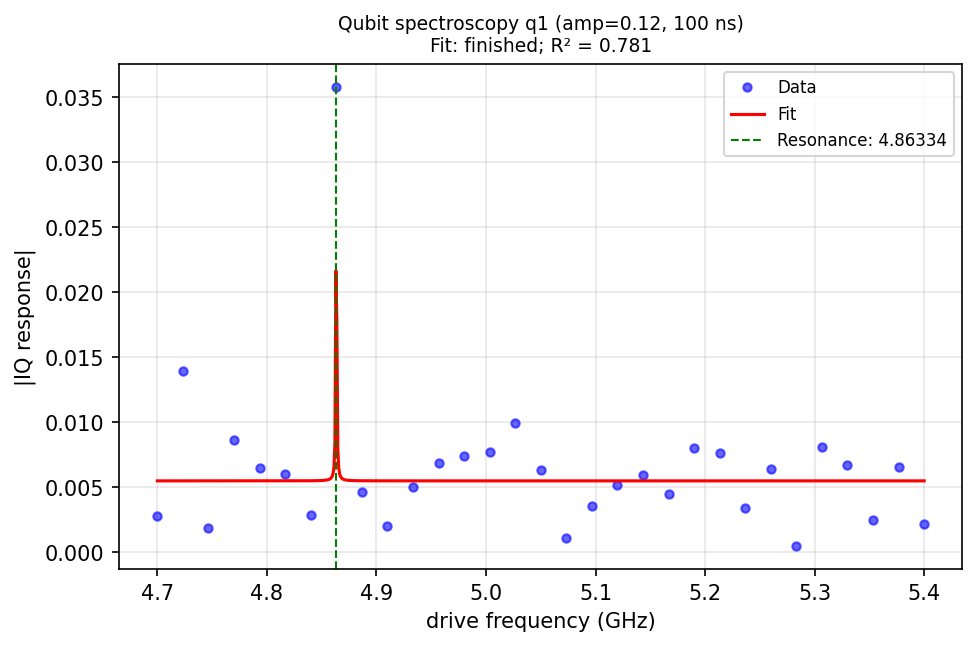 Qubit spectroscopy q1 (amp=0.12, 100 ns)
Fit: finished; R² = 0.781
Data
Fit
Resonance: 4.86334
|IQ response|
0.035
0.030
0.025
0.020
0.015
0.010
0.005
0.000
4.7 4.8 4.9 5.0 5.1 5.2 5.3 5.4
drive frequency (GHz)